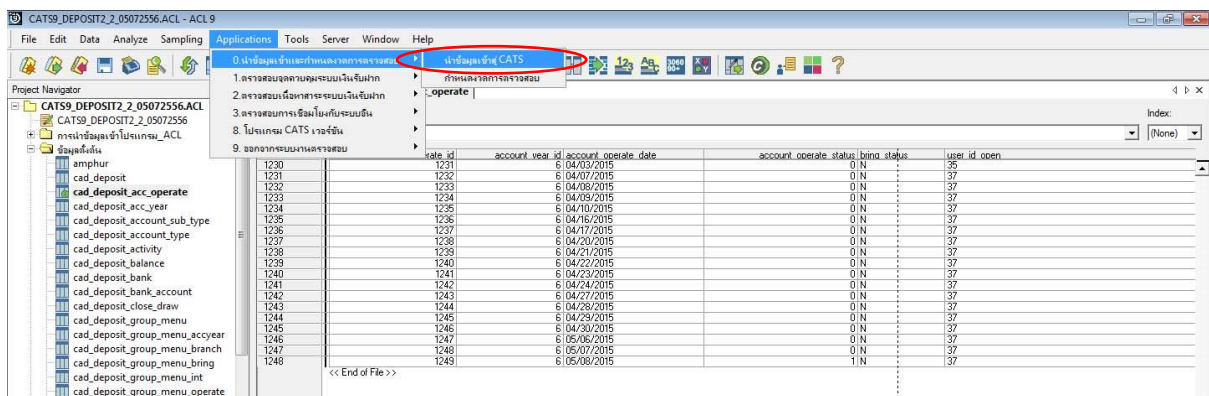 CATS9_DEPOSIT2_2_05072556.ACL - ACL 9
File Edit Data Analyze Sampling Applications Tools Server Window Help
0.นำข้อมูลเข้าและกำหนดงวดการตรวจสอบ
นำข้อมูลเข้าสู่ CATS
1.ตรวจสอบจุดควบคุมระบบเงินรับฝาก
กำหนดงวดการตรวจสอบ
2.ตรวจสอบเนื้อหาสาระระบบเงินรับฝาก
3.ตรวจสอบการเชื่อมโยงกับระบบอื่น
8. โปรแกรม CATS เวอร์ชัน
9. ออกจากระบบงานตรวจสอบ
Project Navigator
_operate
Index:
(None)
CATS9_DEPOSIT2_2_05072556.ACL
CATS9_DEPOSIT2_2_05072556
การนำข้อมูลเข้าโปรแกรม_ACL
ข้อมูลตั้งต้น
amphur
cad_deposit
cad_deposit_acc_operate
cad_deposit_acc_year
cad_deposit_account_sub_type
cad_deposit_account_type
cad_deposit_activity
cad_deposit_balance
cad_deposit_bank
cad_deposit_bank_account
cad_deposit_close_draw
cad_deposit_group_menu
cad_deposit_group_menu_accyear
cad_deposit_group_menu_branch
cad_deposit_group_menu_bring
cad_deposit_group_menu_int
cad_deposit_group_menu_operate
rate_id account_year_id account_operate_date account_operate_status bring_status user_id_open
1230 1231 6 04/03/2015 0 N 35
1231 1232 6 04/07/2015 0 N 37
1232 1233 6 04/08/2015 0 N 37
1233 1234 6 04/09/2015 0 N 37
1234 1235 6 04/10/2015 0 N 37
1235 1236 6 04/16/2015 0 N 37
1236 1237 6 04/17/2015 0 N 37
1237 1238 6 04/20/2015 0 N 37
1238 1239 6 04/21/2015 0 N 37
1239 1240 6 04/22/2015 0 N 37
1240 1241 6 04/23/2015 0 N 37
1241 1242 6 04/24/2015 0 N 37
1242 1243 6 04/27/2015 0 N 37
1243 1244 6 04/28/2015 0 N 37
1244 1245 6 04/29/2015 0 N 37
1245 1246 6 04/30/2015 0 N 37
1246 1247 6 05/06/2015 0 N 37
1247 1248 6 05/07/2015 0 N 37
1248 1249 6 05/08/2015 1 N 37
<< End of File >>